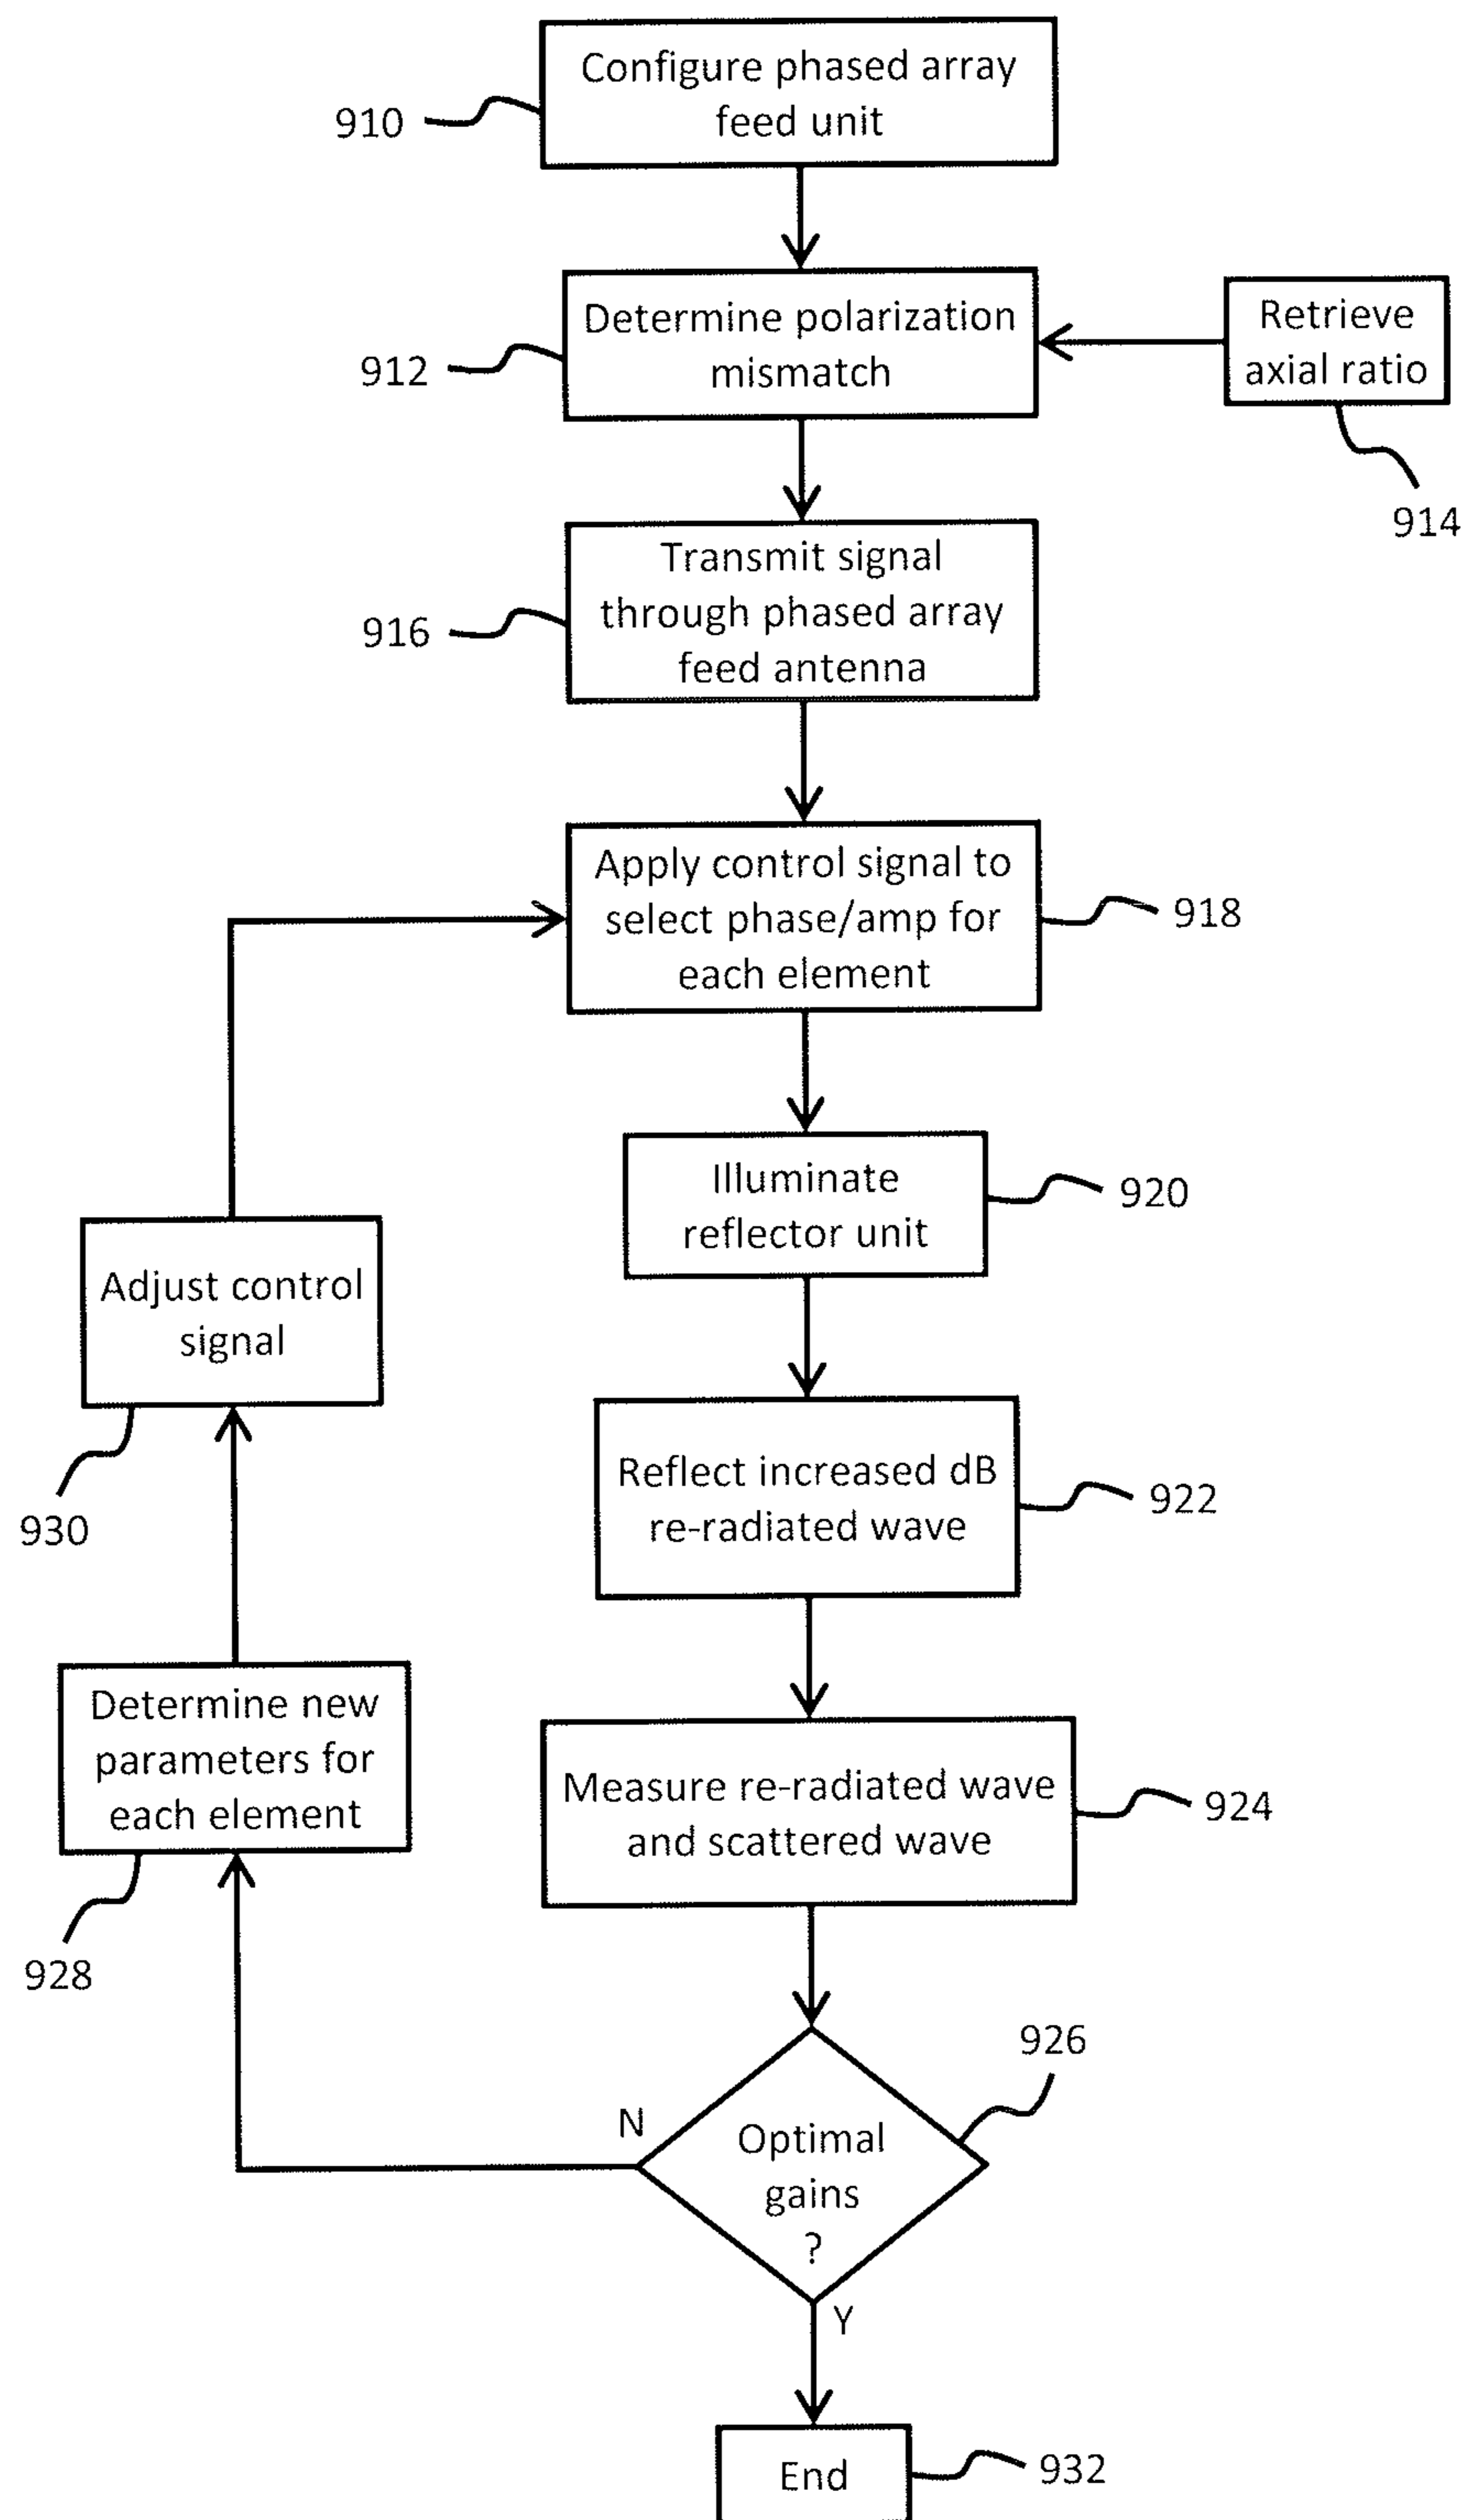 Configure phased array
feed unit
910
Determine polarization
mismatch
912
Retrieve
axial ratio
914
Transmit signal
through phased array
feed antenna
916
Apply control signal to
select phase/amp for
each element
918
Illuminate
reflector unit
920
Adjust control
signal
930
Reflect increased dB
re-radiated wave
922
Determine new
parameters for
each element
928
Measure re-radiated wave
and scattered wave
924
926
N
Optimal
gains
?
Y
End
932